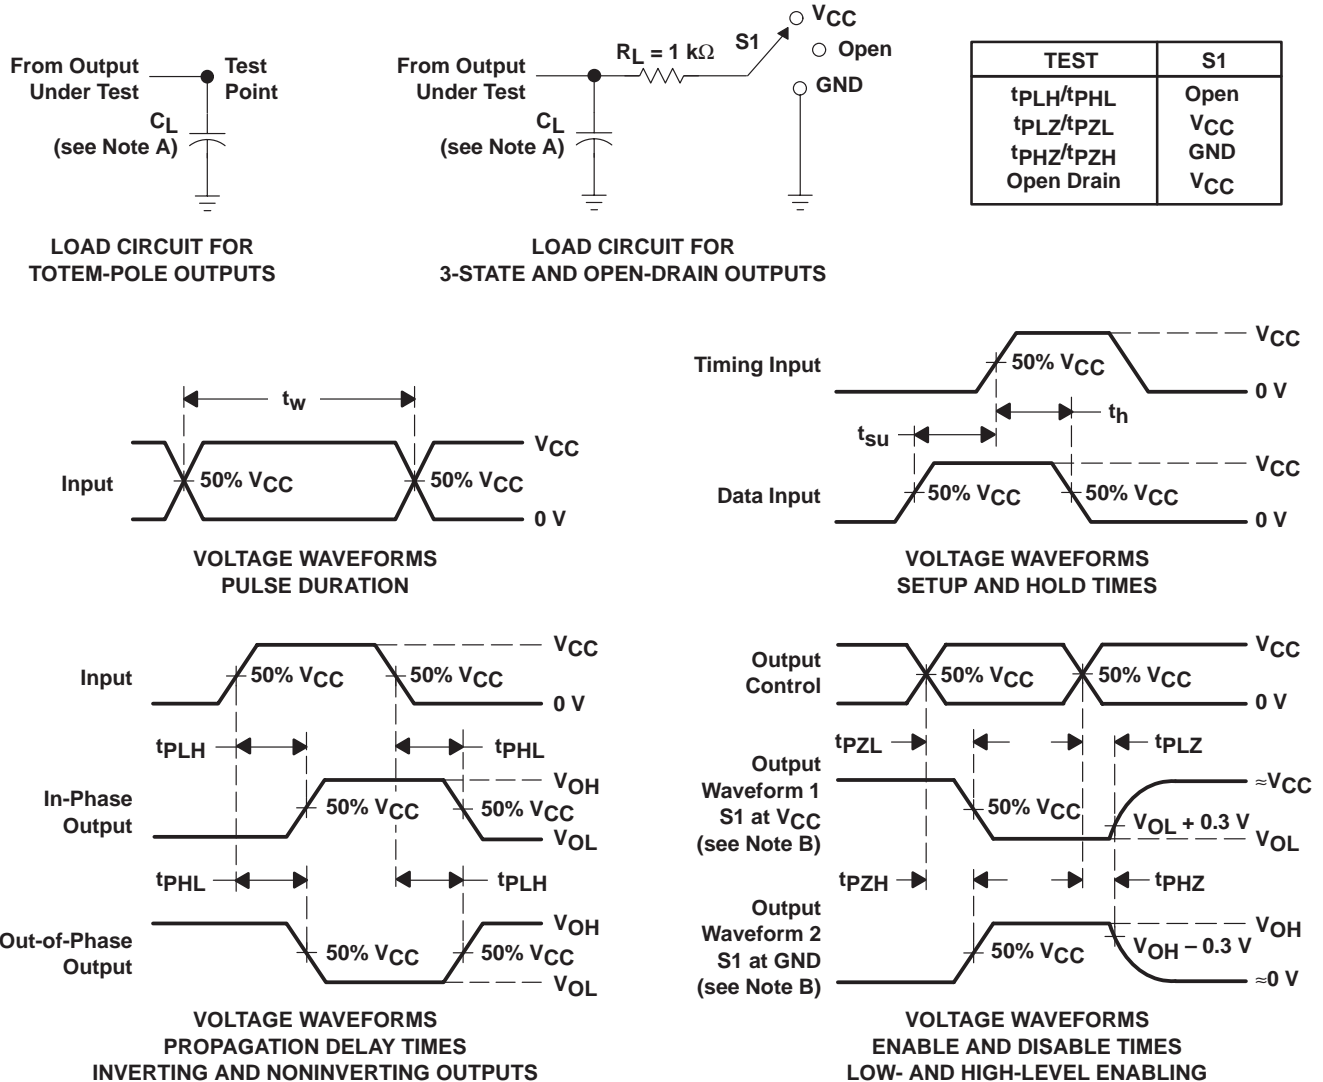 From Output
Under Test
Test
Point
CL
(see Note A)
LOAD CIRCUIT FOR
TOTEM-POLE OUTPUTS
From Output
Under Test
RL = 1 kΩ
S1
VCC
Open
GND
CL
(see Note A)
LOAD CIRCUIT FOR
3-STATE AND OPEN-DRAIN OUTPUTS
TEST S1
tPLH/tPHL Open
tPLZ/tPZL VCC
tPHZ/tPZH GND
Open Drain VCC
tw
Input
50% VCC
50% VCC
VCC
0 V
VOLTAGE WAVEFORMS
PULSE DURATION
Timing Input
50% VCC
VCC
0 V
th
tsu
Data Input
50% VCC
50% VCC
VCC
0 V
VOLTAGE WAVEFORMS
SETUP AND HOLD TIMES
Input
50% VCC
50% VCC
VCC
0 V
tPLH
tPHL
In-Phase
Output
50% VCC
50% VCC
VOH
VOL
tPHL
tPLH
Out-of-Phase
Output
50% VCC
50% VCC
VOH
VOL
VOLTAGE WAVEFORMS
PROPAGATION DELAY TIMES
INVERTING AND NONINVERTING OUTPUTS
Output
Control
50% VCC
50% VCC
VCC
0 V
tPZL
tPLZ
Output
Waveform 1
S1 at VCC
(see Note B)
50% VCC
≈VCC
VOL + 0.3 V
VOL
tPZH
tPHZ
Output
Waveform 2
S1 at GND
(see Note B)
50% VCC
VOH
VOH − 0.3 V
≈0 V
VOLTAGE WAVEFORMS
ENABLE AND DISABLE TIMES
LOW- AND HIGH-LEVEL ENABLING